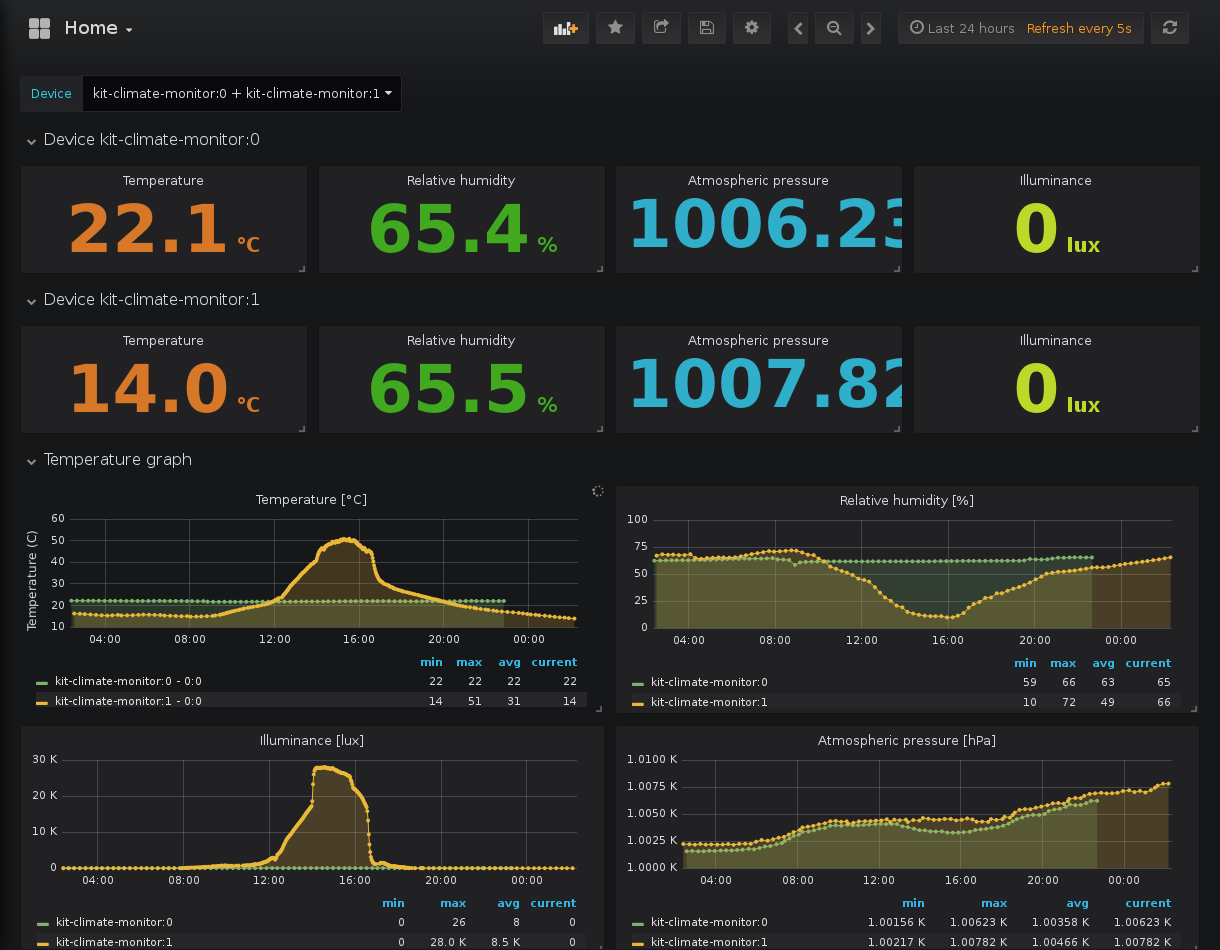 Home
Last 24 hours Refresh every 5s
Device kit-climate-monitor:0 + kit-climate-monitor:1
Device kit-climate-monitor:0
Temperature Relative humidity Atmospheric pressure Illuminance
22.1 °C 65.4 % 1006.23 0 lux
Device kit-climate-monitor:1
Temperature Relative humidity Atmospheric pressure Illuminance
14.0 °C 65.5 % 1007.82 0 lux
Temperature graph
Temperature [°C]
Temperature (C)
60
50
40
30
20
10
04:00 08:00 12:00 16:00 20:00 00:00
min max avg current
kit-climate-monitor:0 - 0:0 22 22 22 22
kit-climate-monitor:1 - 0:0 14 51 31 14
Relative humidity [%]
100
75
50
25
0
04:00 08:00 12:00 16:00 20:00 00:00
min max avg current
kit-climate-monitor:0 59 66 63 65
kit-climate-monitor:1 10 72 49 66
Illuminance [lux]
30 K
20 K
10 K
0
04:00 08:00 12:00 16:00 20:00 00:00
min max avg current
kit-climate-monitor:0 0 26 8 0
kit-climate-monitor:1 0 28.0 K 8.5 K 0
Atmospheric pressure [hPa]
1.0100 K
1.0075 K
1.0050 K
1.0025 K
1.0000 K
04:00 08:00 12:00 16:00 20:00 00:00
min max avg current
kit-climate-monitor:0 1.00156 K 1.00623 K 1.00358 K 1.00623 K
kit-climate-monitor:1 1.00217 K 1.00782 K 1.00466 K 1.00782 K